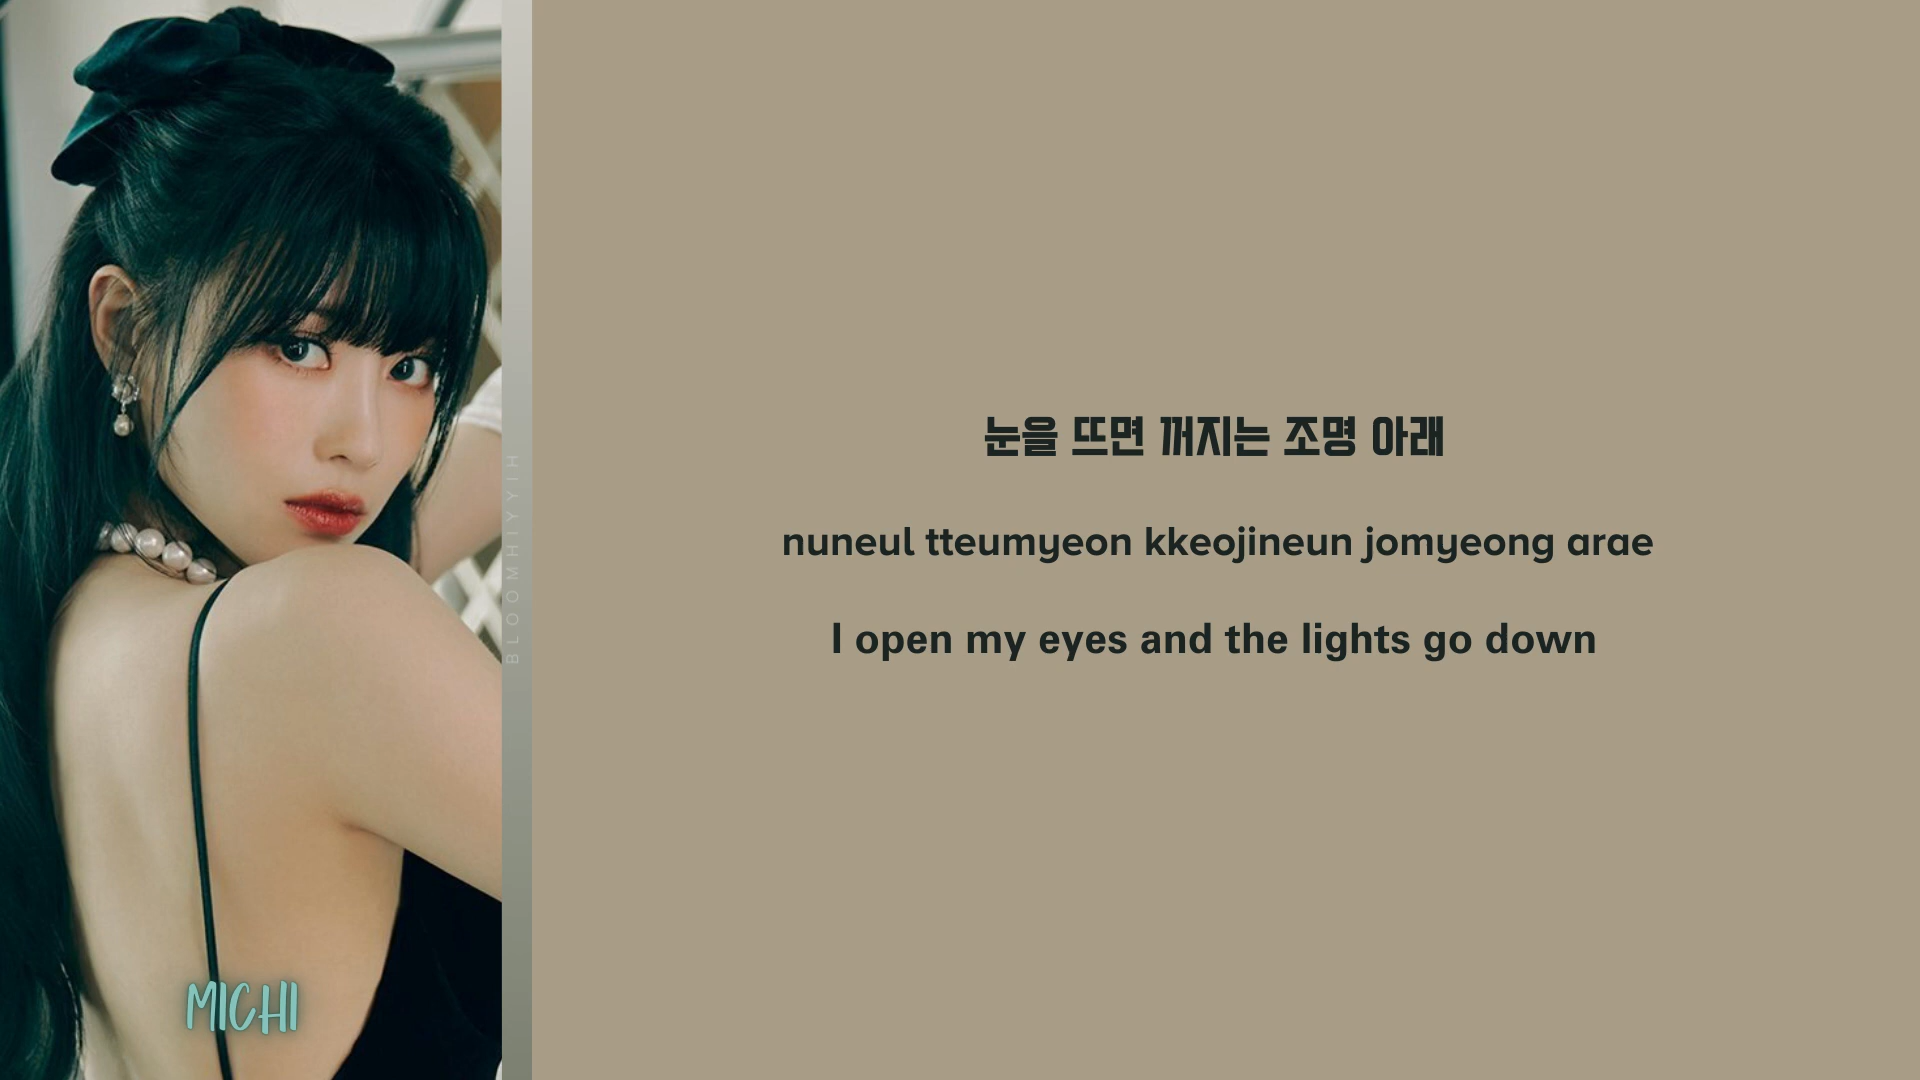 눈을 뜨면 꺼지는 조명 아래
nuneul tteumyeon kkeojineun jomyeong arae
I open my eyes and the lights go down
BLOOMHIYYIH
MICHI